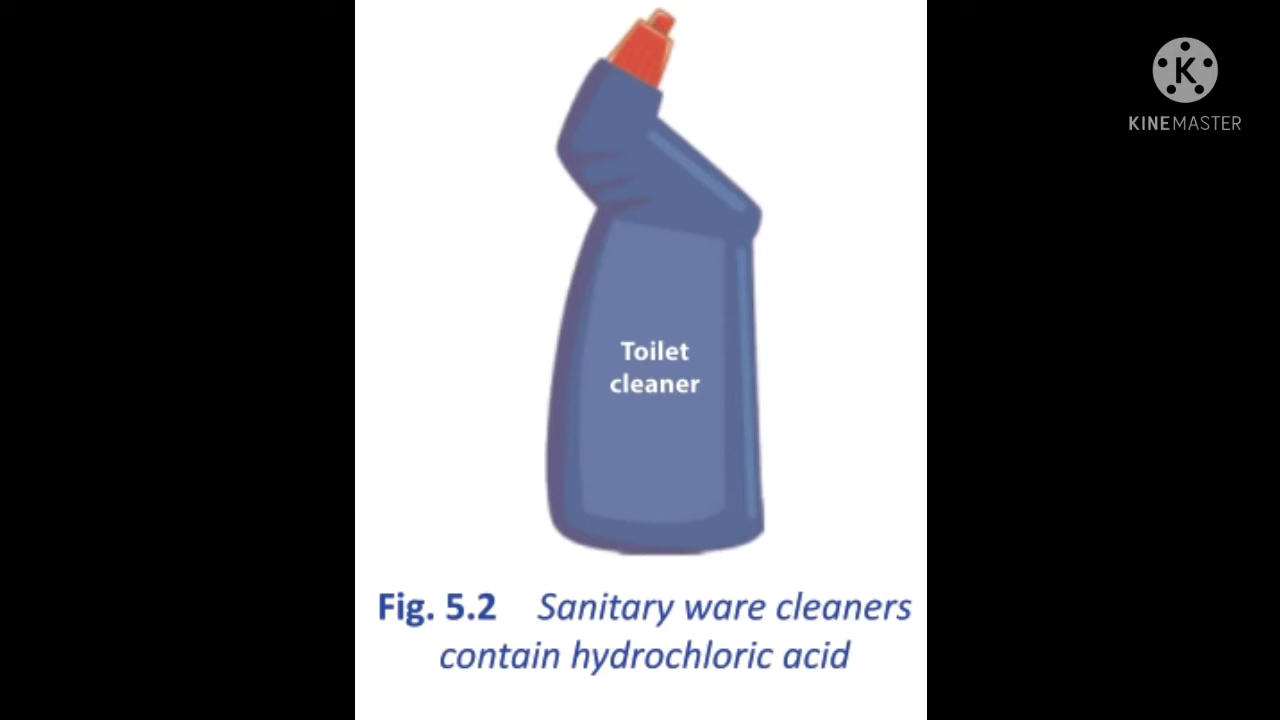 KINEMASTER
Toilet
cleaner
Fig. 5.2 Sanitary ware cleaners
contain hydrochloric acid